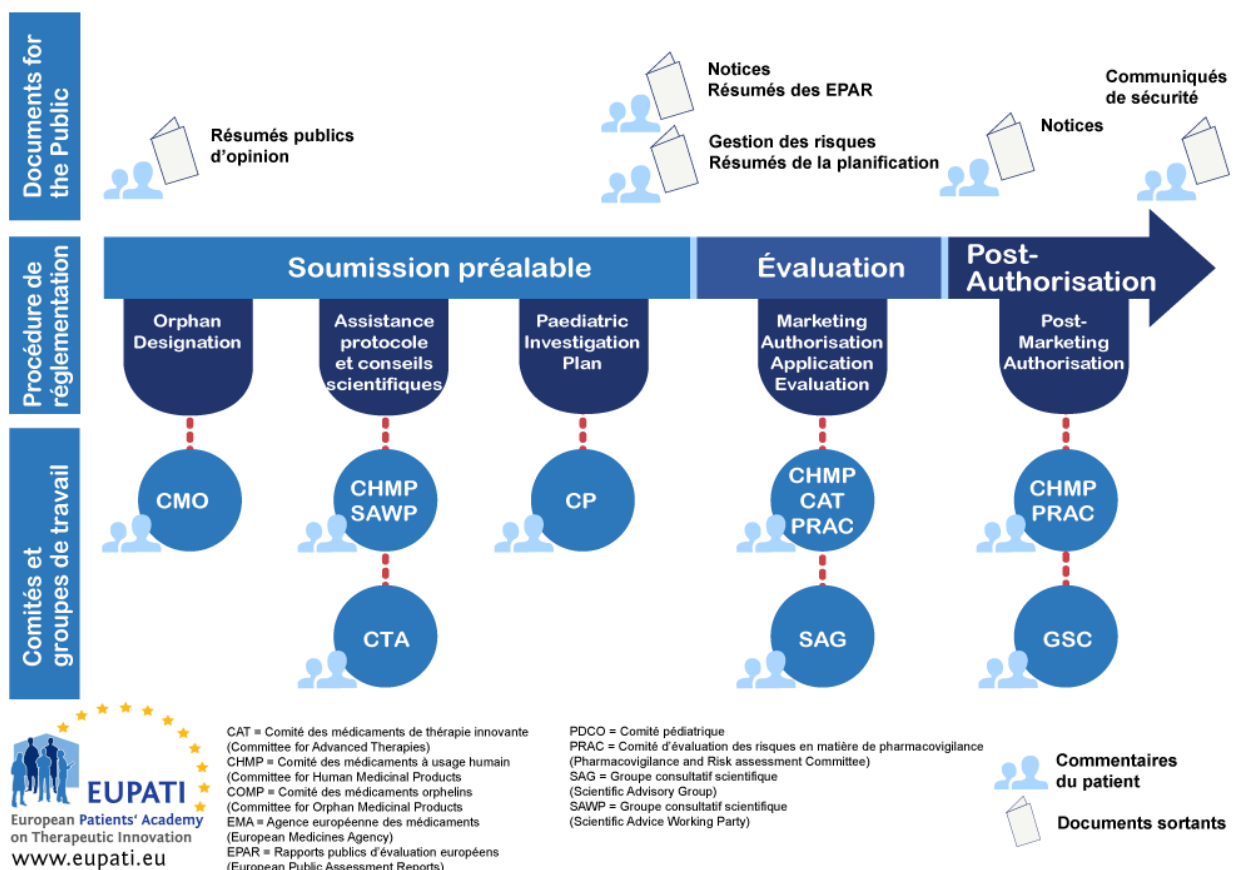 Documents for
the Public
Résumés publics
d'opinion
Notices
Résumés des EPAR
Gestion des risques
Résumés de la planification
Notices
Communiqués
de sécurité
Procédure de
réglementation
Soumission préalable
Évaluation
Post-
Authorisation
Orphan
Designation
Assistance
protocole
et conseils
scientifiques
Paediatric
Investigation
Plan
Marketing
Authorisation
Application
Evaluation
Post-
Marketing
Authorisation
Comités et
groupes de travail
CMO
CHMP
SAWP
CP
CHMP
CAT
PRAC
CHMP
PRAC
CTA
SAG
GSC
EUPATI
European Patients' Academy
on Therapeutic Innovation
www.eupati.eu
CAT = Comité des médicaments de thérapie innovante
(Committee for Advanced Therapies)
CHMP = Comité des médicaments à usage humain
(Committee for Human Medicinal Products
COMP = Comité des médicaments orphelins
(Committee for Orphan Medicinal Products
EMA = Agence européenne des médicaments
(European Medicines Agency)
EPAR = Rapports publics d'évaluation européens
(European Public Assessment Reports)
PDCO = Comité pédiatrique
PRAC = Comité d'évaluation des risques en matière de pharmacovigilance
(Pharmacovigilance and Risk assessment Committee)
SAG = Groupe consultatif scientifique
(Scientific Advisory Group)
SAWP = Groupe consultatif scientifique
(Scientific Advice Working Party)
Commentaires
du patient
Documents sortants